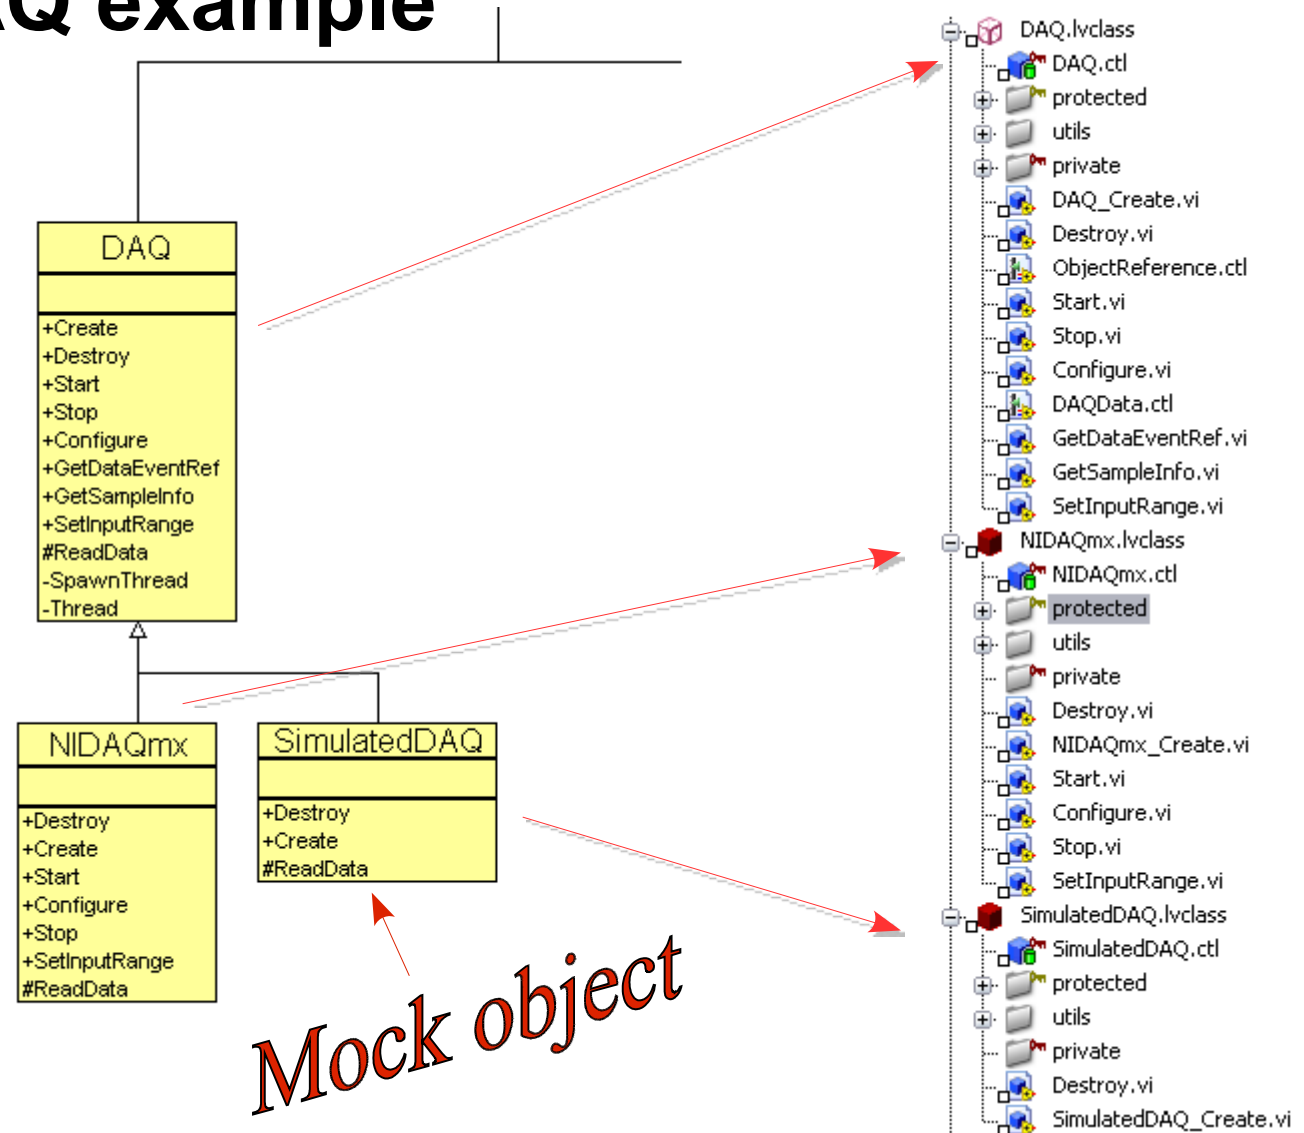 Q example
DAQ
+Create
+Destroy
+Start
+Stop
+Configure
+GetDataEventRef
+GetSampleInfo
+SetInputRange
#ReadData
-SpawnThread
-Thread
NIDAQmx
+Destroy
+Create
+Start
+Configure
+Stop
+SetInputRange
#ReadData
SimulatedDAQ
+Destroy
+Create
#ReadData
Mock object
DAQ.lvclass
DAQ.ctl
protected
utils
private
DAQ_Create.vi
Destroy.vi
ObjectReference.ctl
Start.vi
Stop.vi
Configure.vi
DAQData.ctl
GetDataEventRef.vi
GetSampleInfo.vi
SetInputRange.vi
NIDAQmx.lvclass
NIDAQmx.ctl
protected
utils
private
Destroy.vi
NIDAQmx_Create.vi
Start.vi
Configure.vi
Stop.vi
SetInputRange.vi
SimulatedDAQ.lvclass
SimulatedDAQ.ctl
protected
utils
private
Destroy.vi
SimulatedDAQ_Create.vi